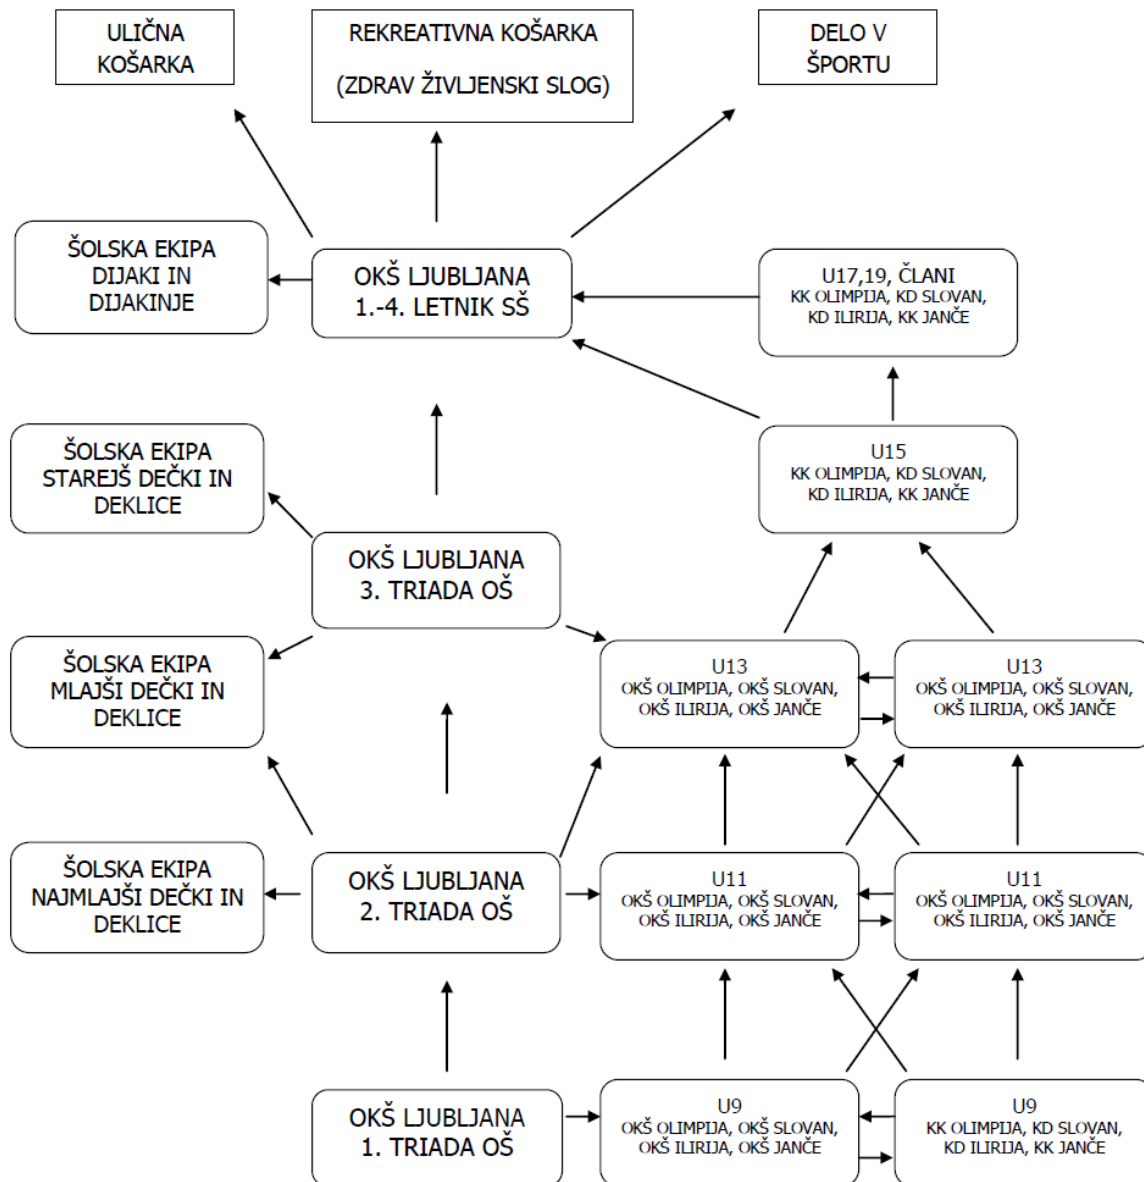 ULIČNA
KOŠARKA
REKREATIVNA KOŠARKA
(ZDRAV ŽIVLJENSKI SLOG)
DELO V
ŠPORTU
ŠOLSKA EKIPA
DIJAKI IN
DIJAKINJE
OKŠ LJUBLJANA
1.-4. LETNIK SŠ
U17,19, ČLANI
KK OLIMPIJA, KD SLOVAN,
KD ILIRIJA, KK JANČE
ŠOLSKA EKIPA
STAREJŠ DEČKI IN
DEKLICE
U15
KK OLIMPIJA, KD SLOVAN,
KD ILIRIJA, KK JANČE
OKŠ LJUBLJANA
3. TRIADA OŠ
ŠOLSKA EKIPA
MLAJŠI DEČKI IN
DEKLICE
U13
OKŠ OLIMPIJA, OKŠ SLOVAN,
OKŠ ILIRIJA, OKŠ JANČE
U13
OKŠ OLIMPIJA, OKŠ SLOVAN,
OKŠ ILIRIJA, OKŠ JANČE
ŠOLSKA EKIPA
NAJMLAJŠI DEČKI IN
DEKLICE
OKŠ LJUBLJANA
2. TRIADA OŠ
U11
OKŠ OLIMPIJA, OKŠ SLOVAN,
OKŠ ILIRIJA, OKŠ JANČE
U11
OKŠ OLIMPIJA, OKŠ SLOVAN,
OKŠ ILIRIJA, OKŠ JANČE
OKŠ LJUBLJANA
1. TRIADA OŠ
U9
OKŠ OLIMPIJA, OKŠ SLOVAN,
OKŠ ILIRIJA, OKŠ JANČE
U9
KK OLIMPIJA, KD SLOVAN,
KD ILIRIJA, KK JANČE